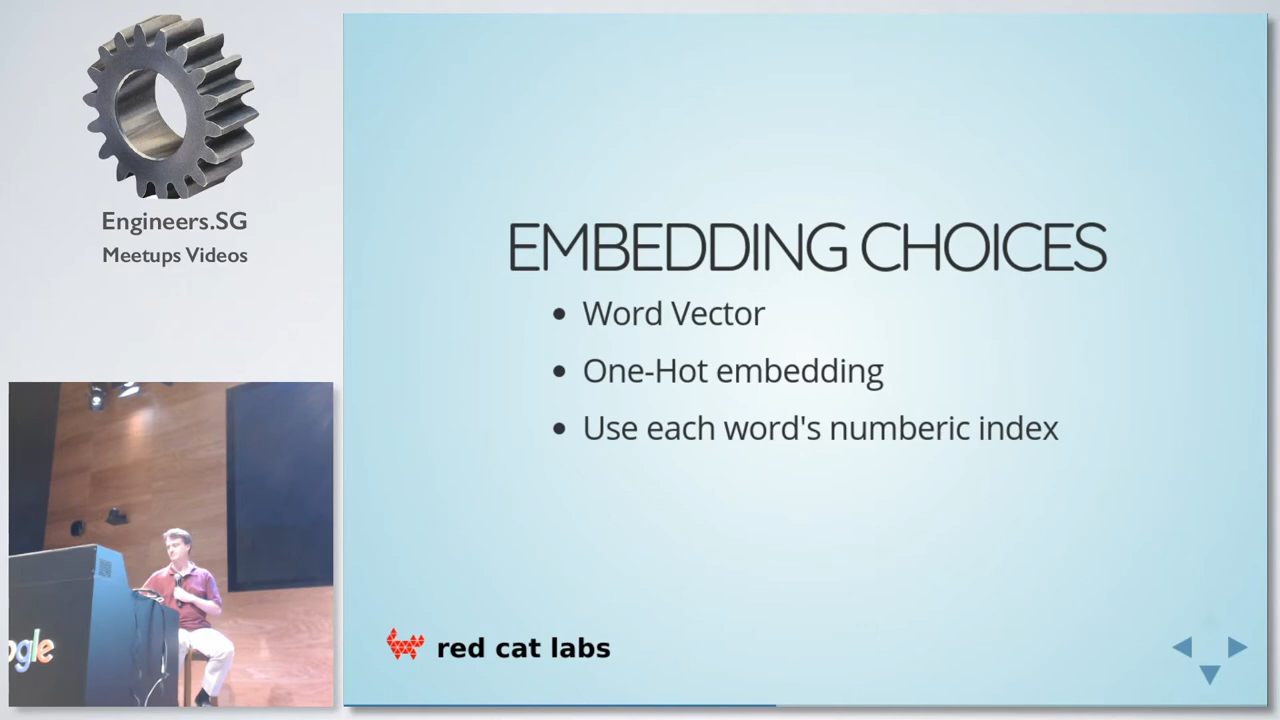 Engineers.SG
Meetups Videos
EMBEDDING CHOICES
• Word Vector
• One-Hot embedding
• Use each word's numberic index
ogle
red cat labs